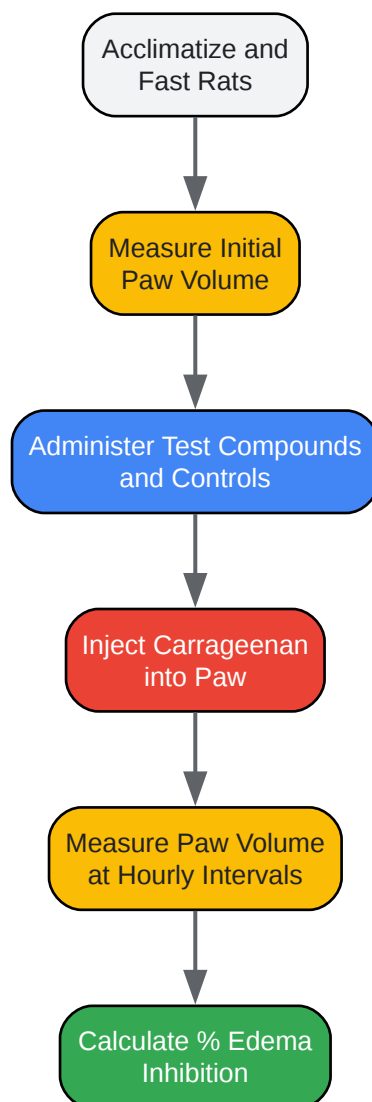 Acclimatize and
Fast Rats
Measure Initial
Paw Volume
Administer Test Compounds
and Controls
Inject Carrageenan
into Paw
Measure Paw Volume
at Hourly Intervals
Calculate % Edema
Inhibition